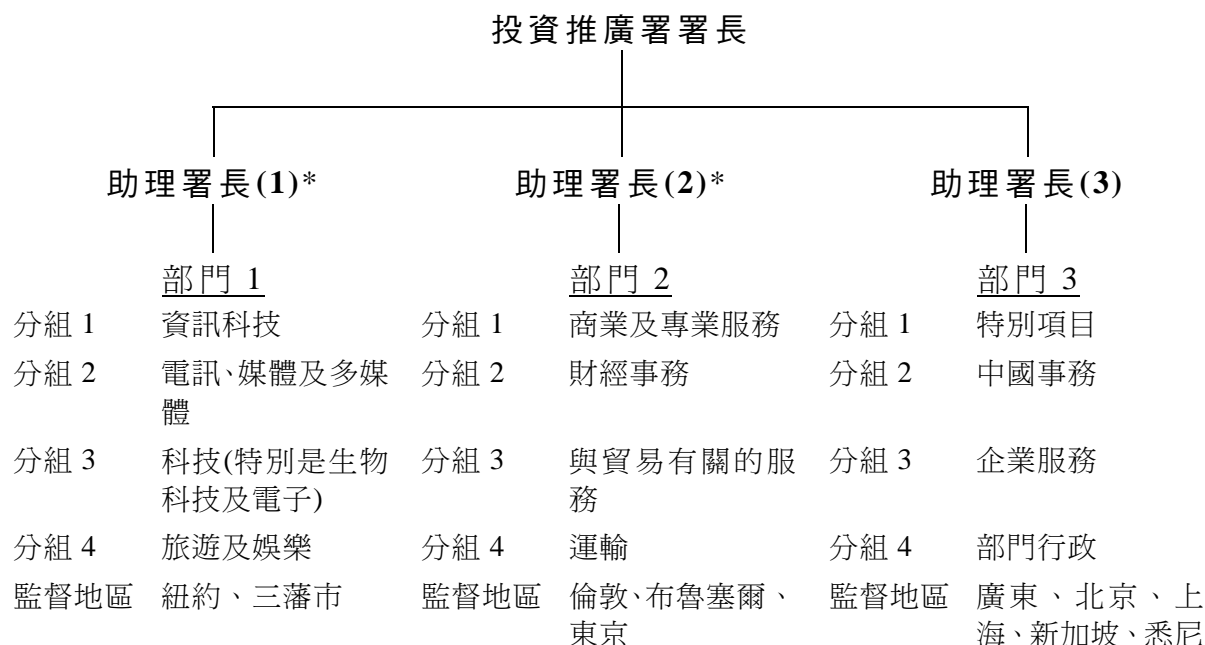 投資推廣署署長
助理署長(1)* 助理署長(2)* 助理署長(3)
部門 1 部門 2 部門 3
分組 1 資訊科技 分組 1 商業及專業服務 分組 1 特別項目
分組 2 電訊、媒體及多媒 分組 2 財經事務 分組 2 中國事務
體
分組 3 科技(特別是生物 分組 3 與貿易有關的服 分組 3 企業服務
科技及電子) 務
分組 4 旅遊及娛樂 分組 4 運輸 分組 4 部門行政
監督地區 紐約、三藩市 監督地區 倫敦、布魯塞爾、 監督地區 廣東、北京、上
東京 海、新加坡、悉尼